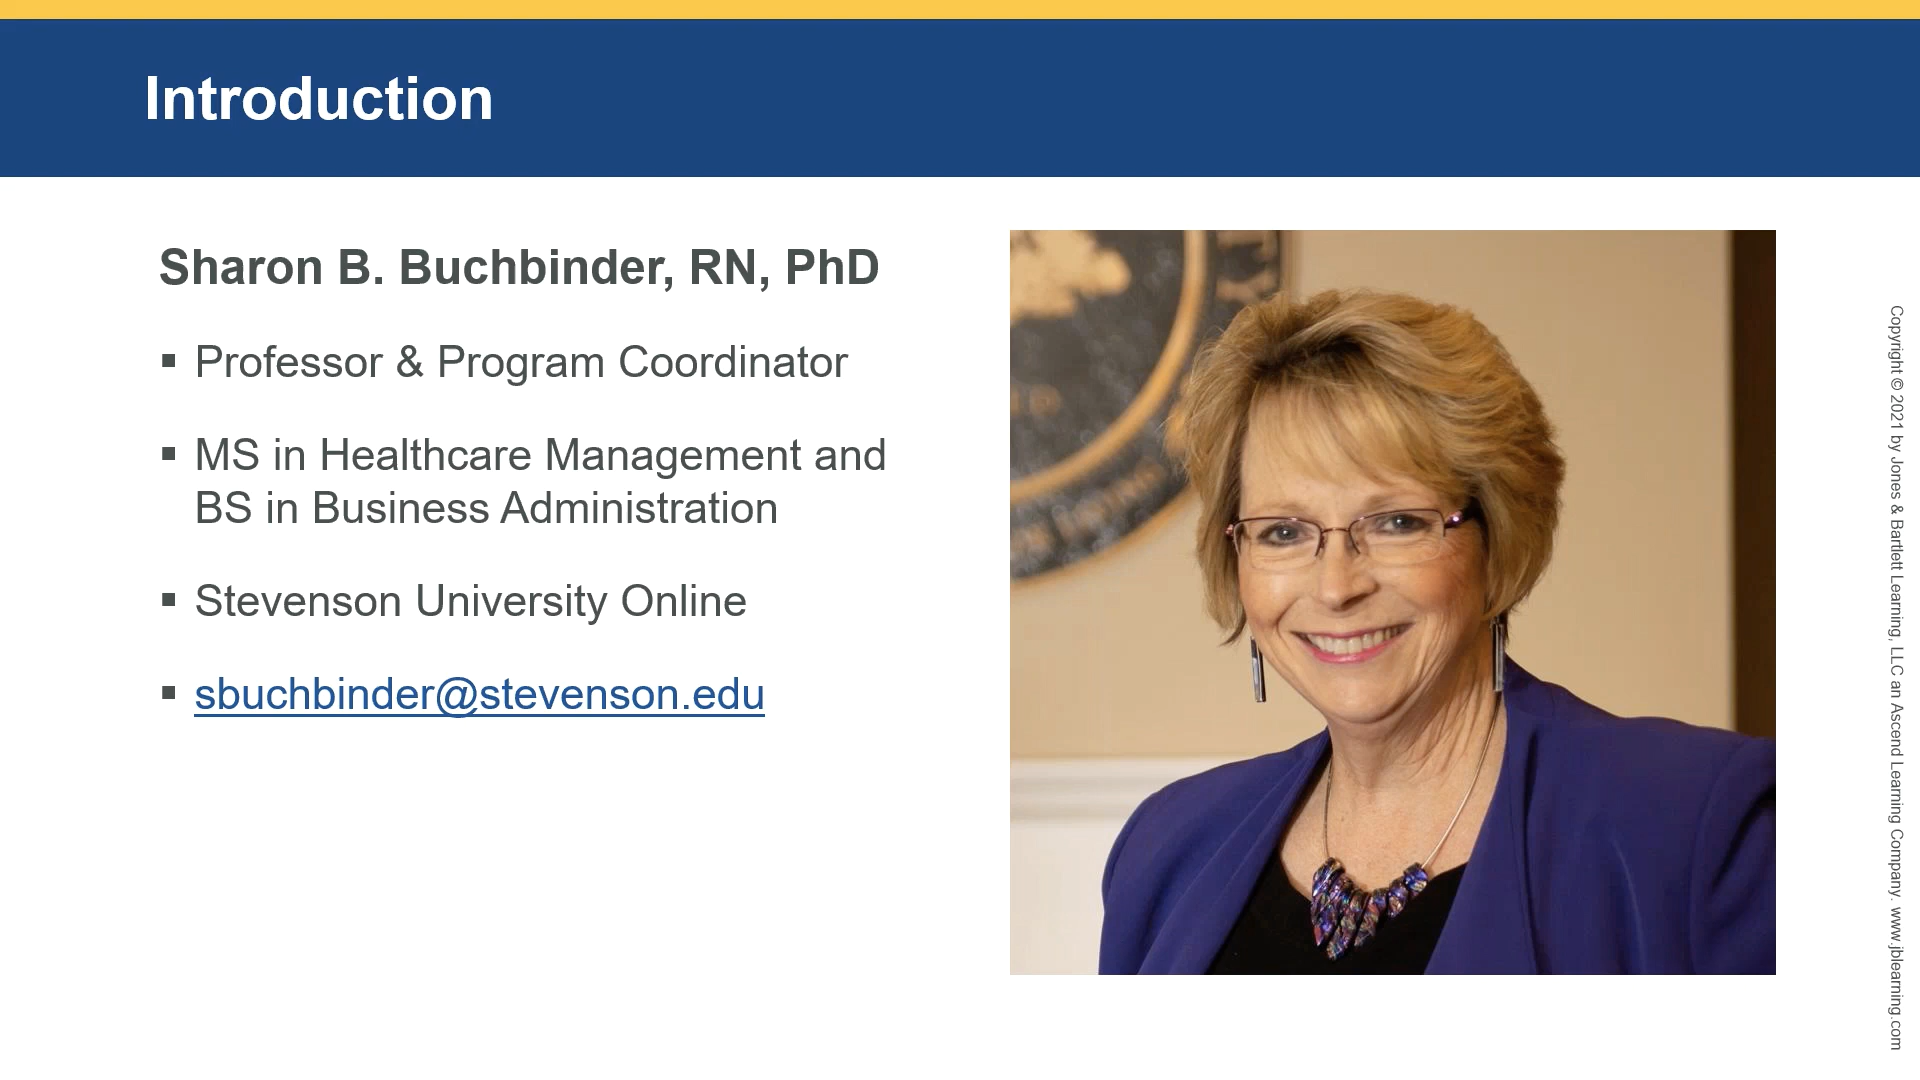 Introduction
Sharon B. Buchbinder, RN, PhD
▪ Professor & Program Coordinator
▪ MS in Healthcare Management and
BS in Business Administration
▪ Stevenson University Online
▪ sbuchbinder@stevenson.edu
Copyright © 2021 by Jones & Bartlett Learning, LLC an Ascend Learning Company. www.jblearning.com